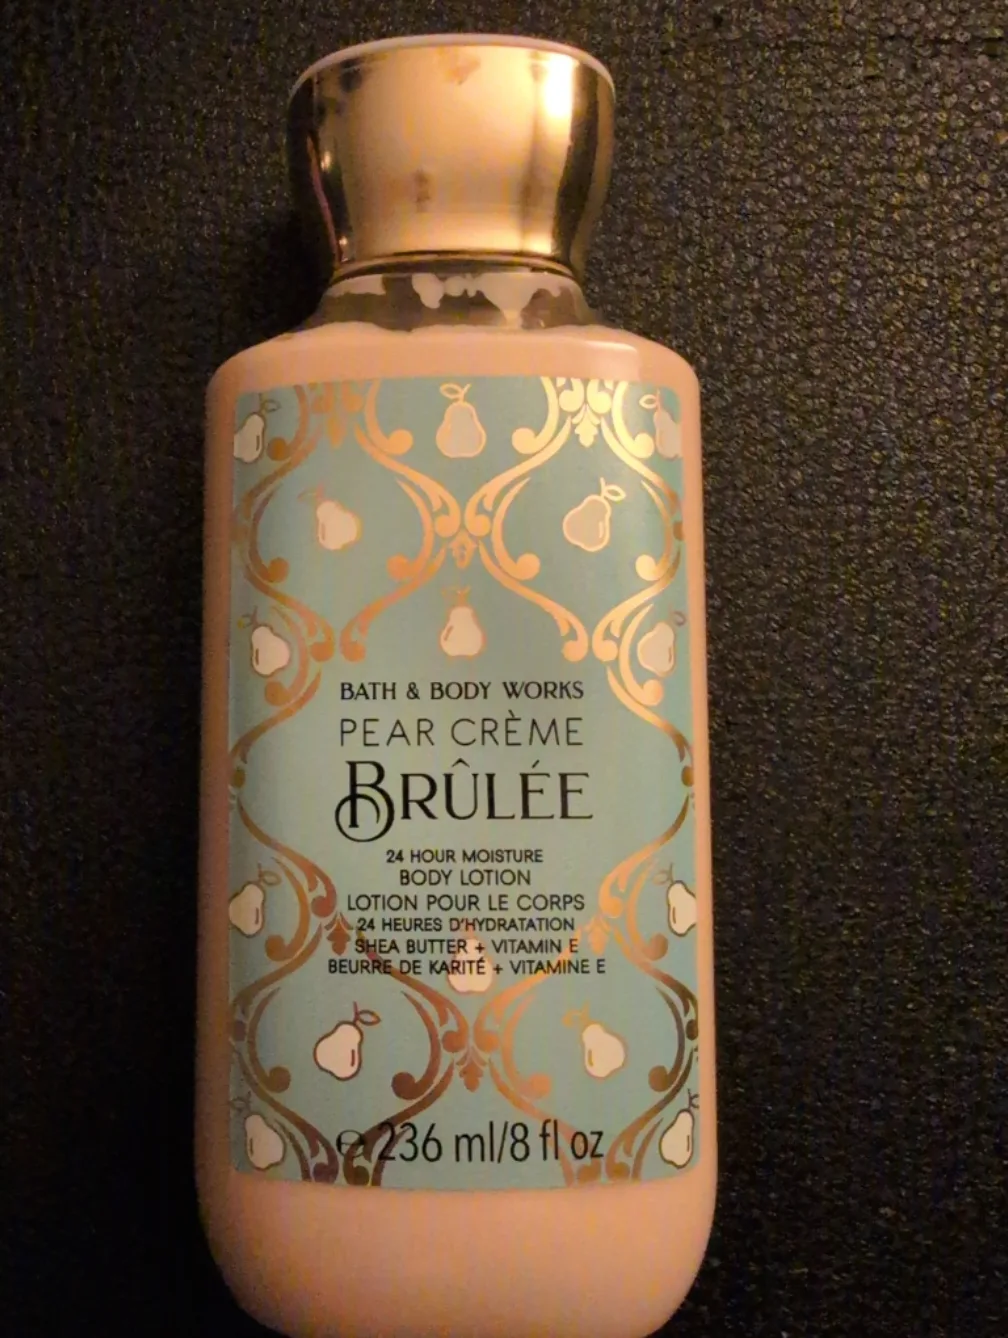 BATH & BODY WORKS
PEAR CRÈME
BRÛLÉE
24 HOUR MOISTURE
BODY LOTION
LOTION POUR LE CORPS
24 HEURES D'HYDRATATION
SHEA BUTTER + VITAMIN E
BEURRE DE KARITÉ + VITAMINE E
℮ 236 ml/8 fl oz